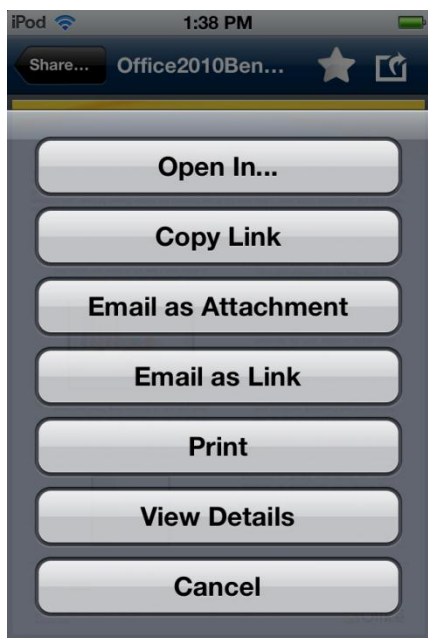 iPod 1:38 PM
Share... Office2010Ben...
Open In...
Copy Link
Email as Attachment
Email as Link
Print
View Details
Cancel
Office